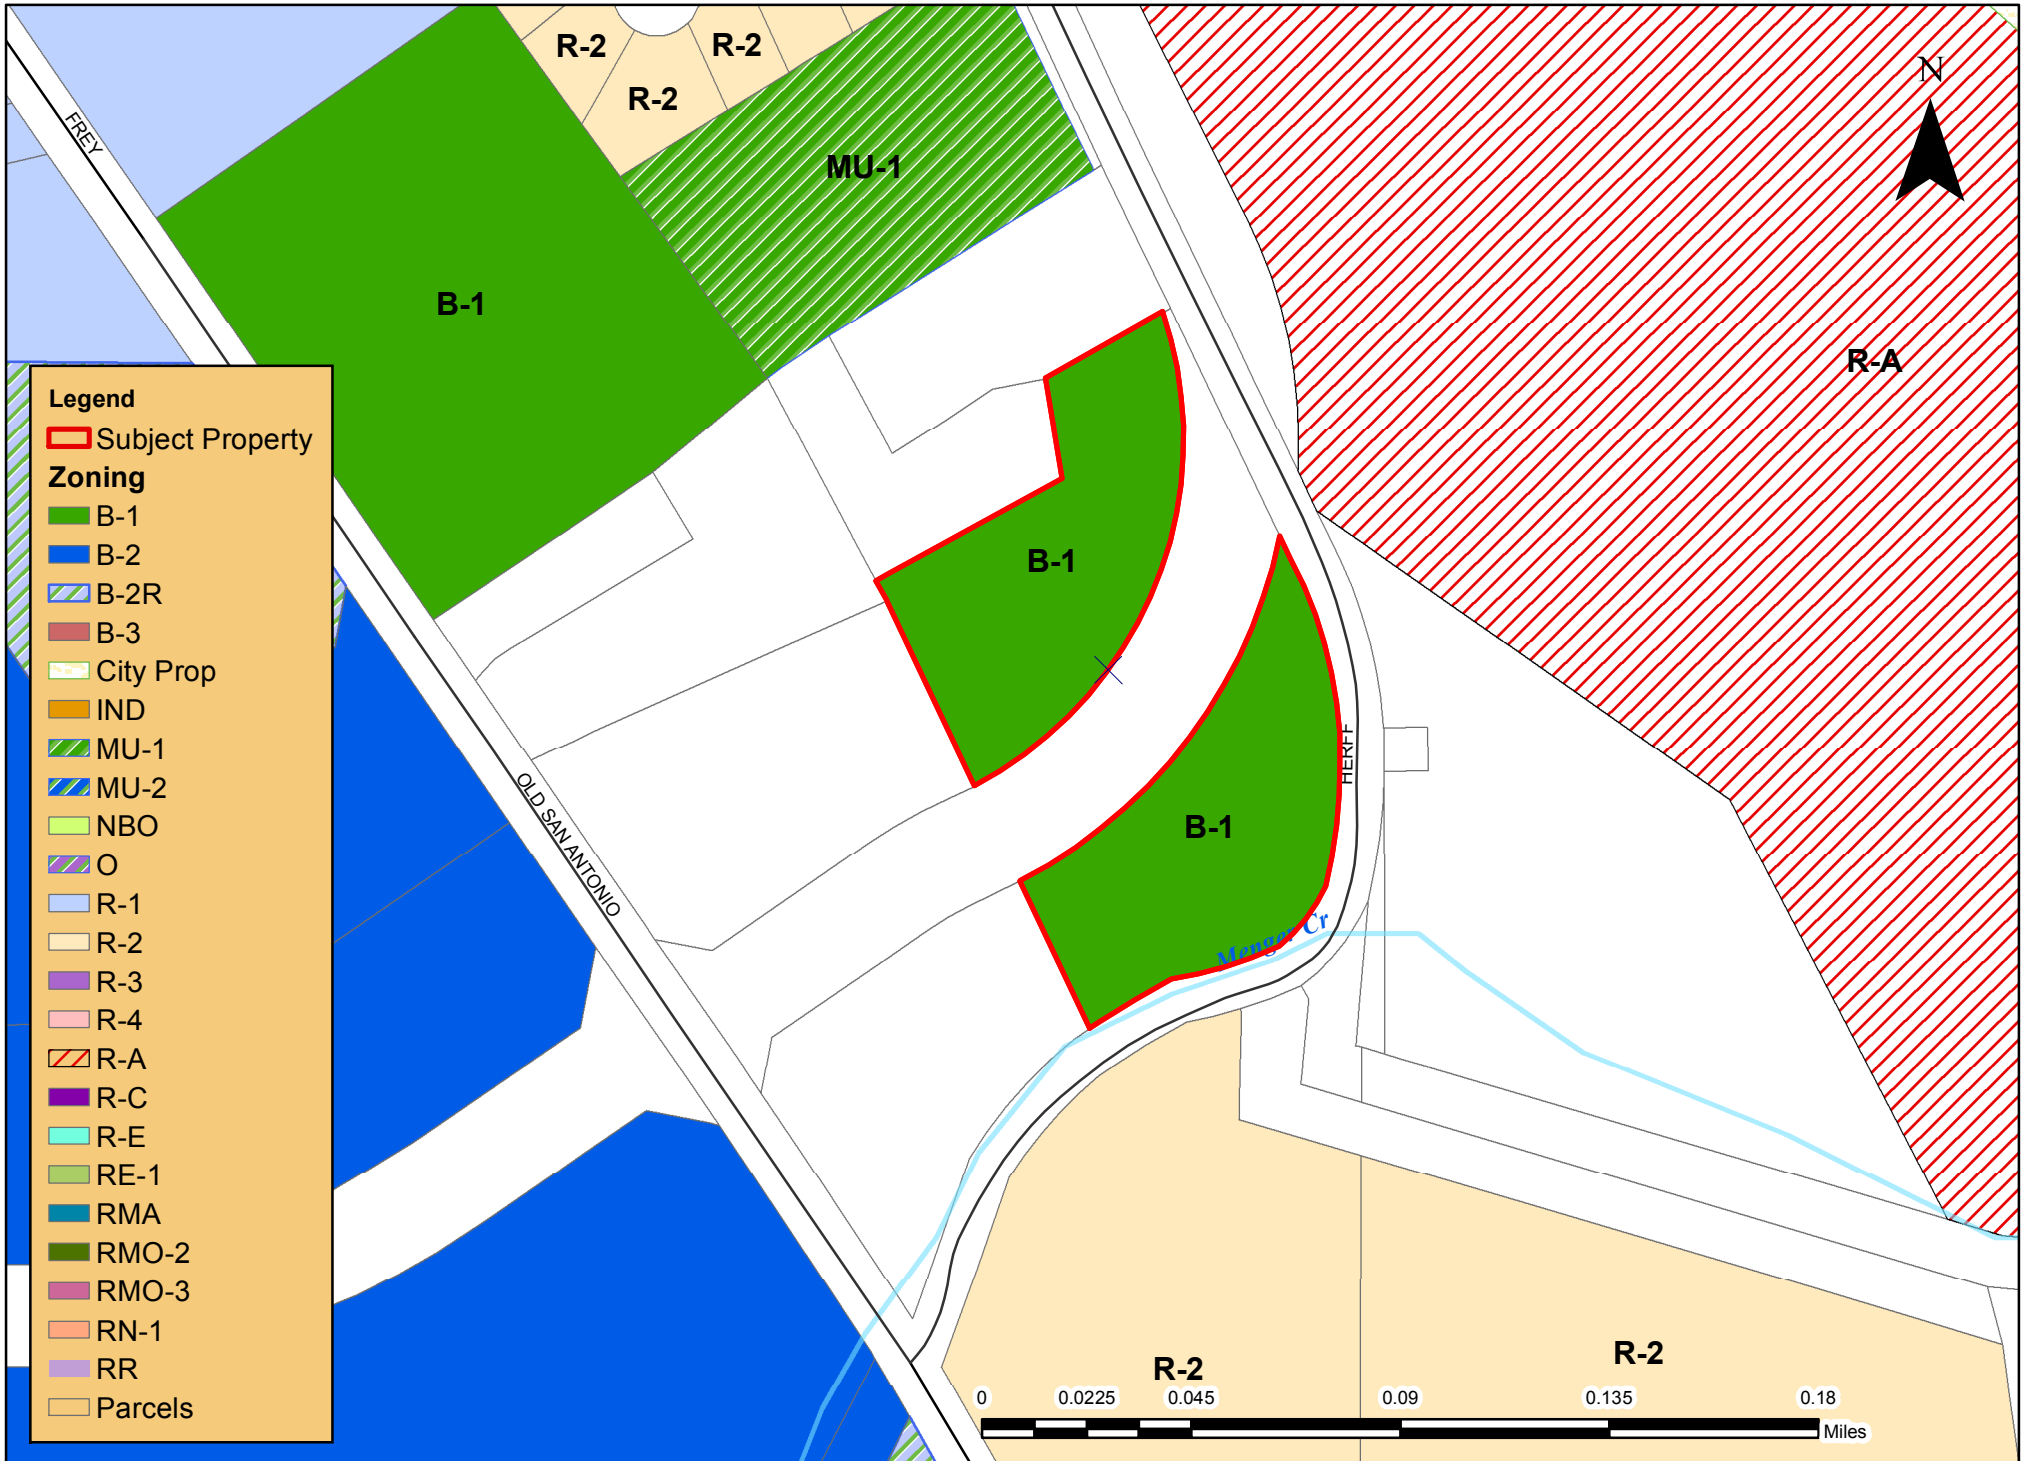 R-2
R-2
R-2
N
FREY
MU-1
B-1
R-A
Legend
Subject Property
Zoning
B-1
B-2
B-2R
B-3
City Prop
IND
MU-1
MU-2
NBO
O
R-1
R-2
R-3
R-4
R-A
R-C
R-E
RE-1
RMA
RMO-2
RMO-3
RN-1
RR
Parcels
B-1
HERFF
OLD SAN ANTONIO
B-1
Menger Cr
R-2
R-2
0 0.0225 0.045 0.09 0.135 0.18
Miles